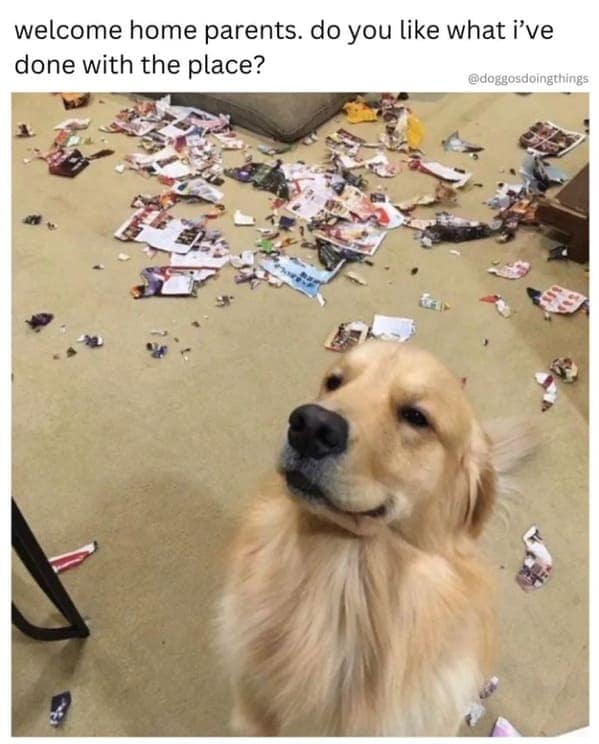 welcome home parents. do you like what i’ve
done with the place?
@doggosdoingthings